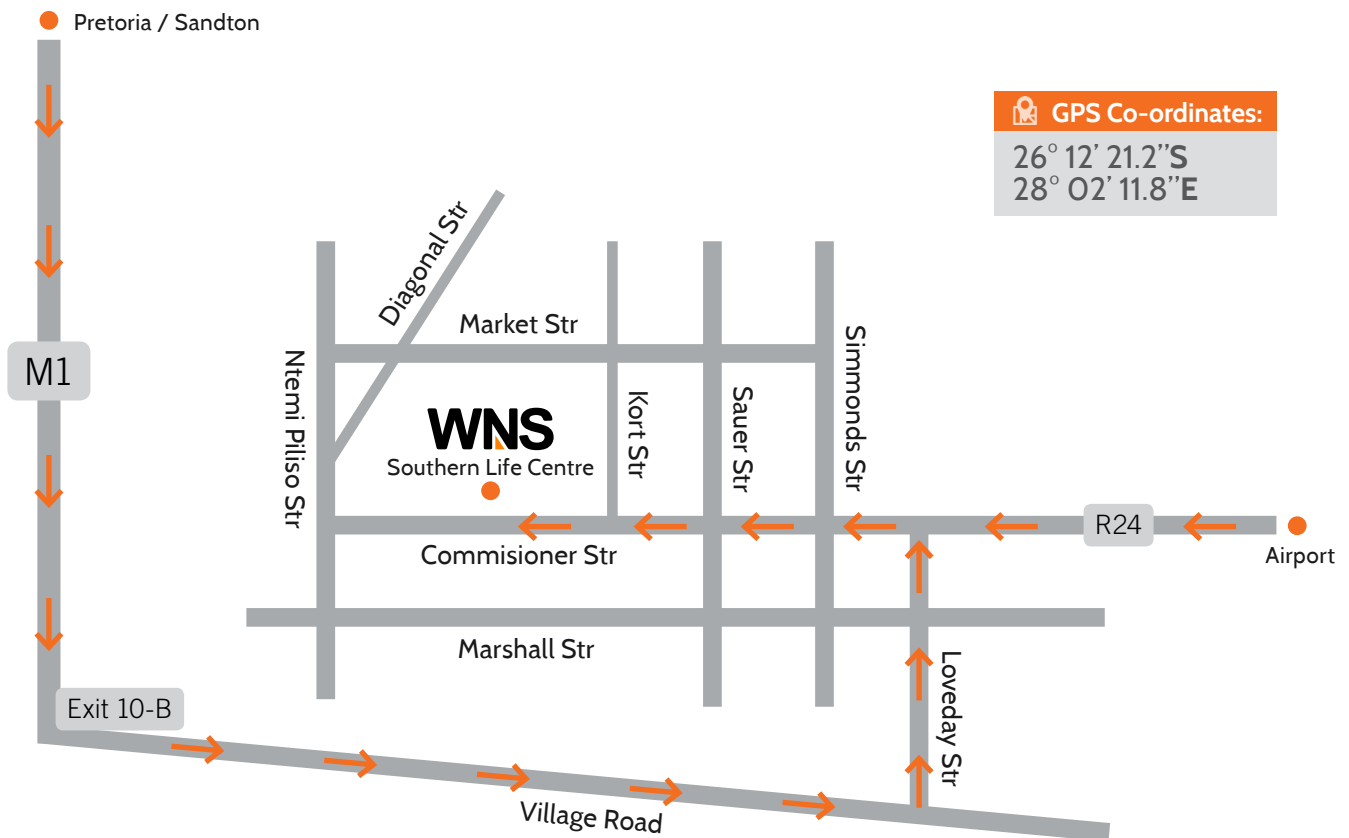 Pretoria / Sandton
GPS Co-ordinates:
26° 12’ 21.2’’S
28° 02’ 11.8’’E
Diagonal Str
Market Str
M1
Ntemi Piliso Str
WNS
Southern Life Centre
Kort Str
Sauer Str
Simmonds Str
R24
Airport
Commisioner Str
Marshall Str
Loveday Str
Exit 10-B
Village Road